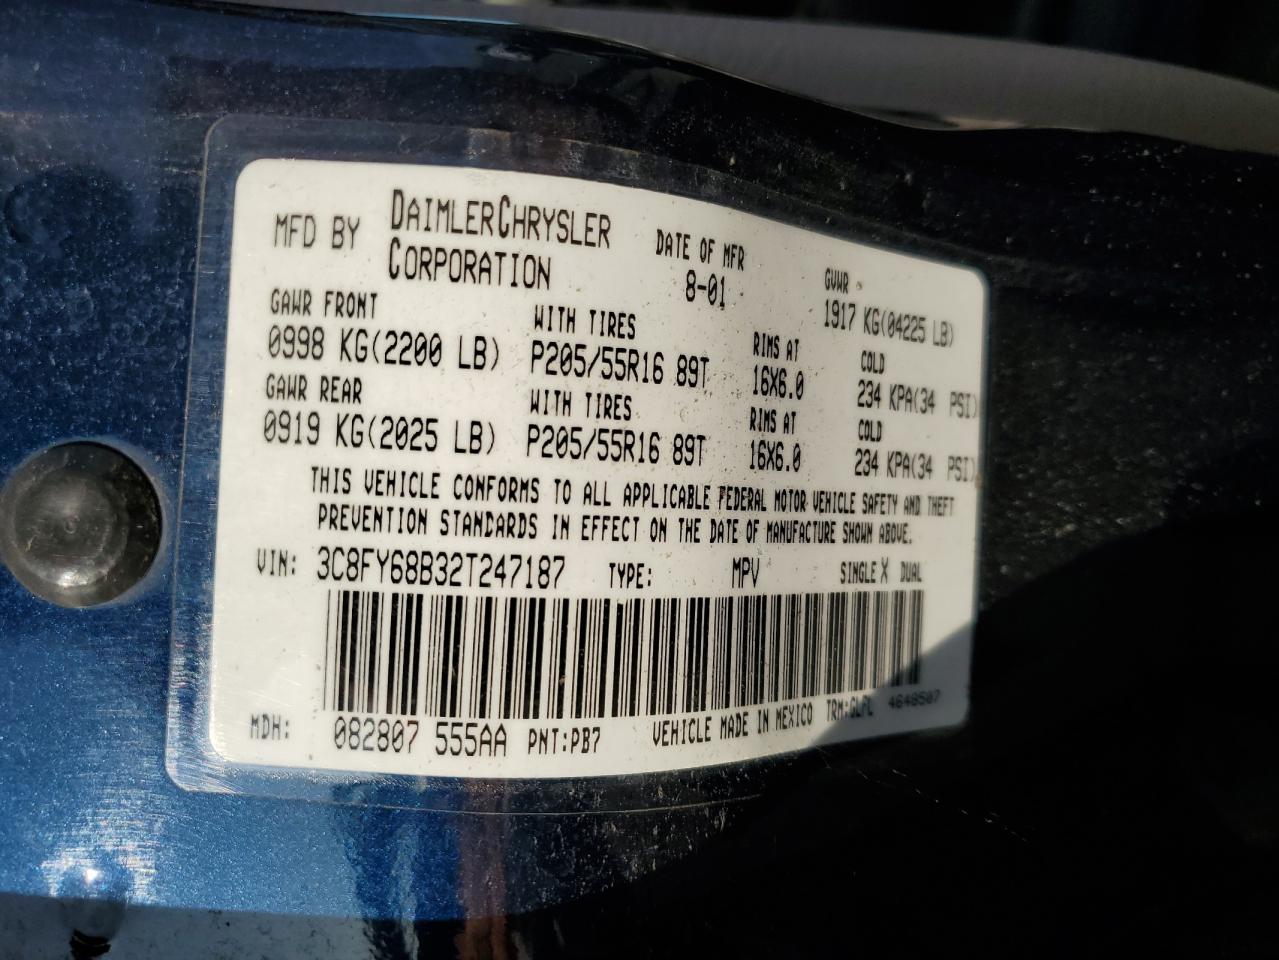 MFD BY DAIMLERCHRYSLER CORPORATION DATE OF MFR 8-01 GVWR 1917 KG(04225 LB)
GAWR FRONT WITH TIRES RIMS AT COLD
0998 KG(2200 LB) P205/55R16 89T 16X6.0 234 KPA(34 PSI)
GAWR REAR WITH TIRES RIMS AT COLD
0919 KG(2025 LB) P205/55R16 89T 16X6.0 234 KPA(34 PSI)
THIS VEHICLE CONFORMS TO ALL APPLICABLE FEDERAL MOTOR VEHICLE SAFETY AND THEFT
PREVENTION STANDARDS IN EFFECT ON THE DATE OF MANUFACTURE SHOWN ABOVE.
VIN: 3C8FY68B32T247187 TYPE: MPV SINGLE X DUAL
MDH: 082807 555AA PNT:PB7 VEHICLE MADE IN MEXICO TRM:GLFL 4648507